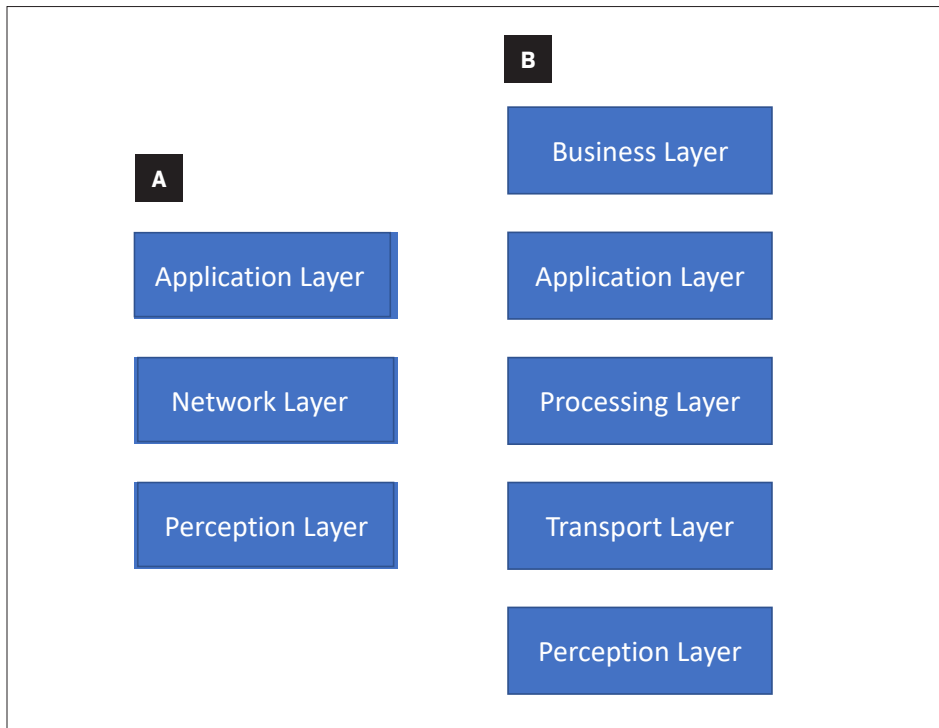 A
Application Layer
Network Layer
Perception Layer
B
Business Layer
Application Layer
Processing Layer
Transport Layer
Perception Layer